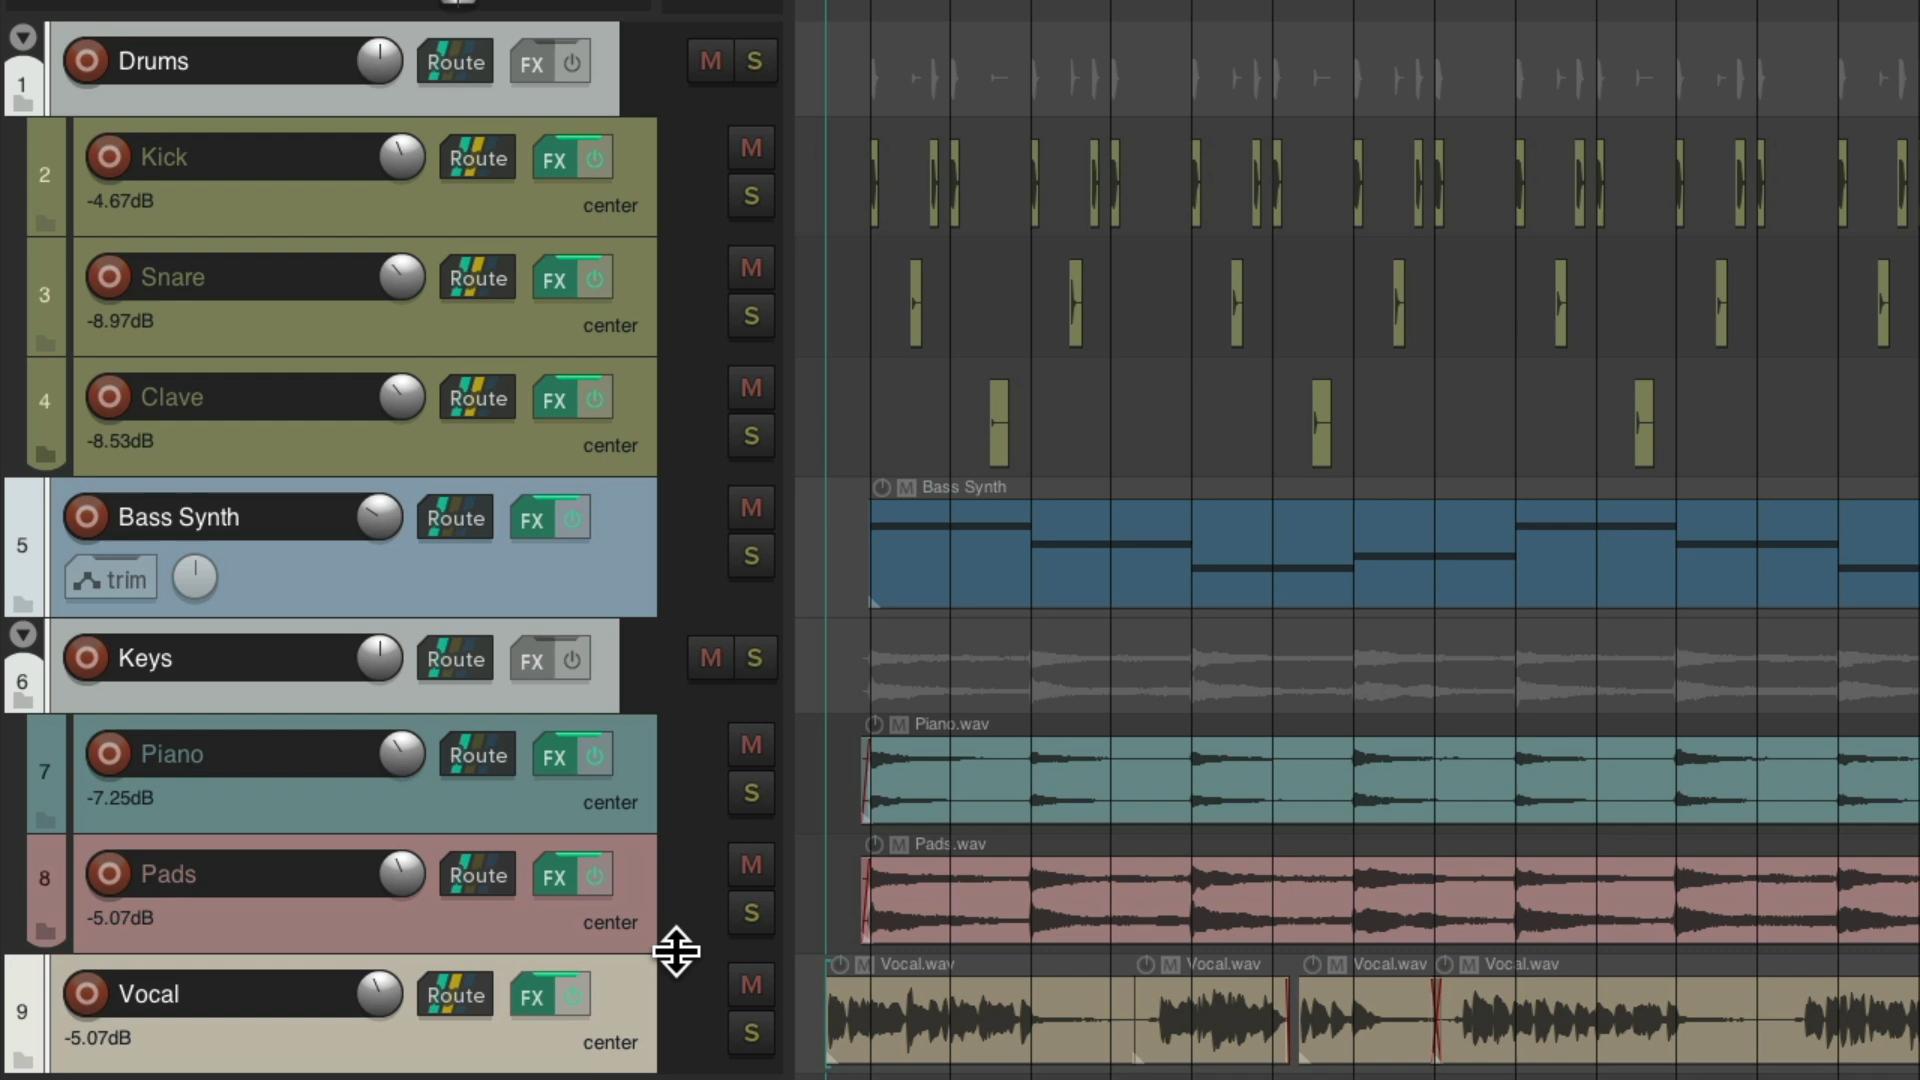 1 Drums Route FX M S
2 Kick Route FX M
-4.67dB center S
3 Snare Route FX M
-8.97dB center S
4 Clave Route FX M
-8.53dB center S
5 Bass Synth Route FX M M Bass Synth
trim S
6 Keys Route FX M S
M Piano.wav
7 Piano Route FX M
-7.25dB center S
M Pads.wav
8 Pads Route FX M
-5.07dB center S
M Vocal.wav M Vocal.wav M Vocal.wav M Vocal.wav
9 Vocal Route FX M
-5.07dB center S